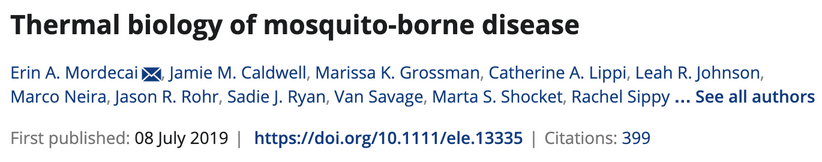 Thermal biology of mosquito-borne disease
Erin A. Mordecai, Jamie M. Caldwell, Marissa K. Grossman, Catherine A. Lippi, Leah R. Johnson,
Marco Neira, Jason R. Rohr, Sadie J. Ryan, Van Savage, Marta S. Shocket, Rachel Sippy ... See all authors
First published: 08 July 2019 | https://doi.org/10.1111/ele.13335 | Citations: 399